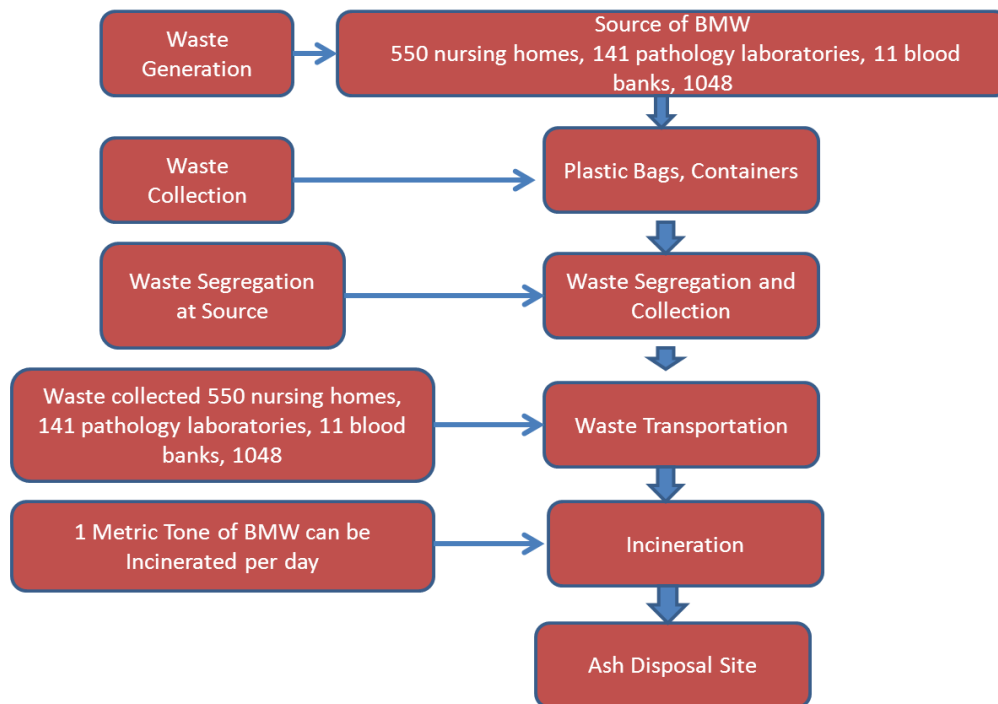 Waste
Generation
Source of BMW
550 nursing homes, 141 pathology laboratories, 11 blood
banks, 1048
Waste
Collection
Plastic Bags, Containers
Waste Segregation
at Source
Waste Segregation and
Collection
Waste collected 550 nursing homes,
141 pathology laboratories, 11 blood
banks, 1048
Waste Transportation
1 Metric Tone of BMW can be
Incinerated per day
Incineration
Ash Disposal Site